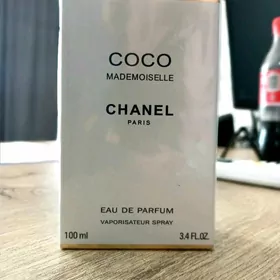 COCO
MADEMOISELLE
CHANEL
PARIS
EAU DE PARFUM
VAPORISATEUR SPRAY
100 ml 3.4 FL.OZ.